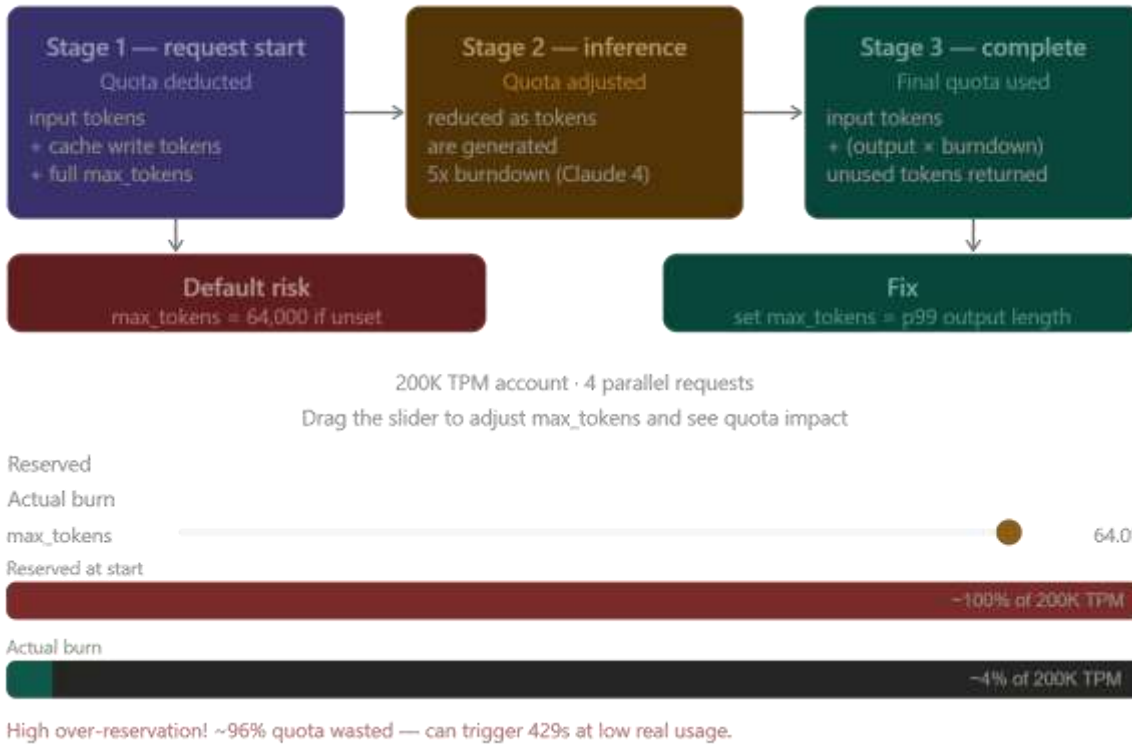 Stage 1 — request start
Quota deducted
input tokens
+ cache write tokens
+ full max_tokens
Stage 2 — inference
Quota adjusted
reduced as tokens
are generated
5x burndown (Claude 4)
Stage 3 — complete
Final quota used
input tokens
+ (output × burndown)
unused tokens returned
Default risk
max_tokens = 64,000 if unset
Fix
set max_tokens = p99 output length
200K TPM account · 4 parallel requests
Drag the slider to adjust max_tokens and see quota impact
Reserved
Actual burn
max_tokens
64.0
Reserved at start
~100% of 200K TPM
Actual burn
~4% of 200K TPM
High over-reservation! ~96% quota wasted — can trigger 429s at low real usage.